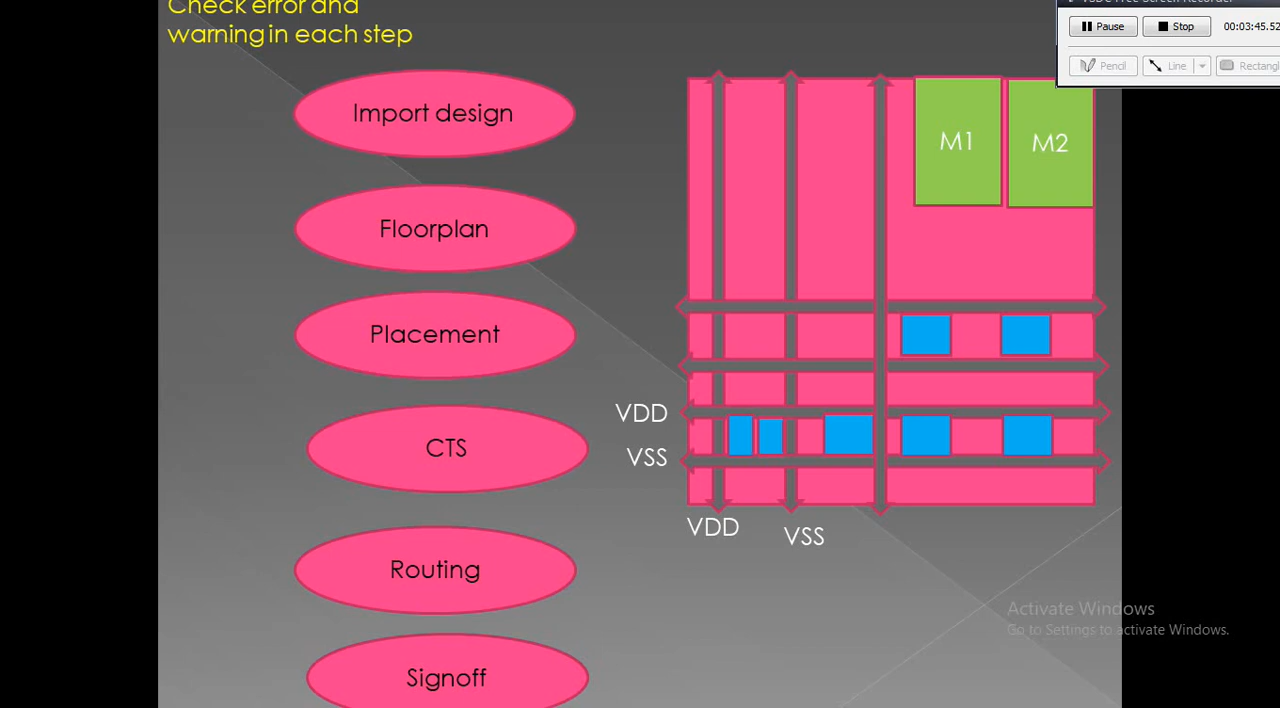 Check error and
warning in each step
Pause
Stop
00:03:45.52
Pencil
Line
Rectangl
Import design
Floorplan
Placement
CTS
Routing
Signoff
M1
M2
VDD
VSS
VDD
VSS
Activate Windows
Go to Settings to activate Windows.